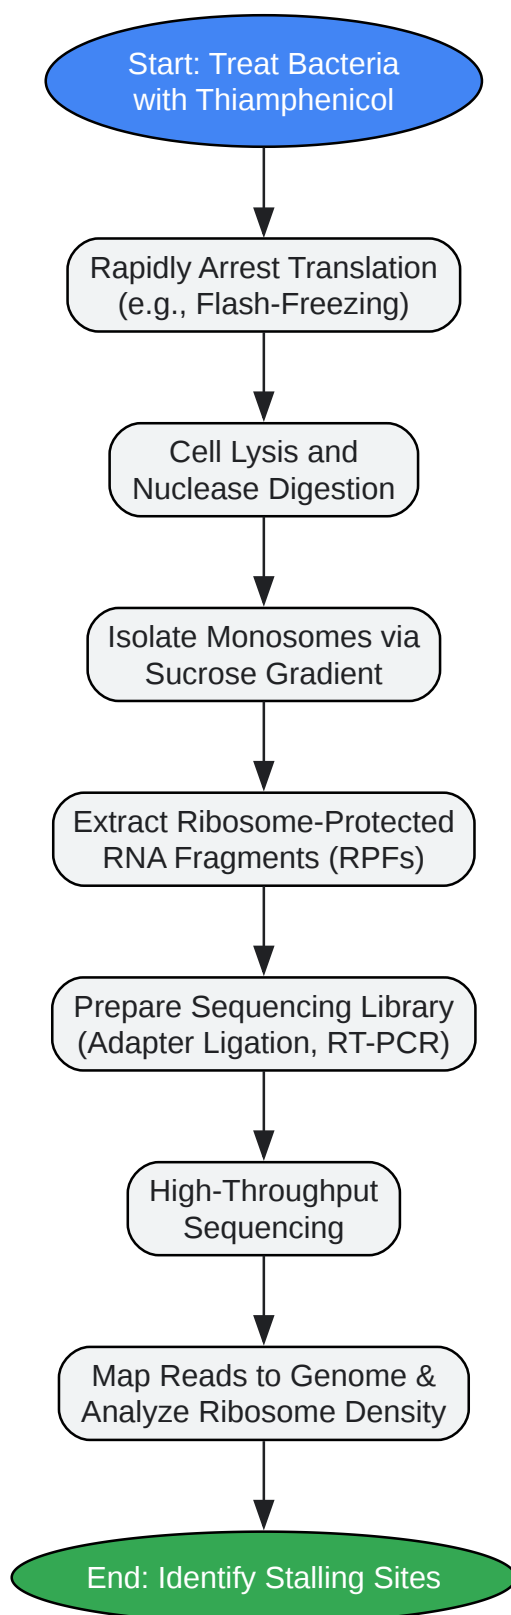 Start: Treat Bacteria
with Thiamphenicol
Rapidly Arrest Translation
(e.g., Flash-Freezing)
Cell Lysis and
Nuclease Digestion
Isolate Monosomes via
Sucrose Gradient
Extract Ribosome-Protected
RNA Fragments (RPFs)
Prepare Sequencing Library
(Adapter Ligation, RT-PCR)
High-Throughput
Sequencing
Map Reads to Genome &
Analyze Ribosome Density
End: Identify Stalling Sites